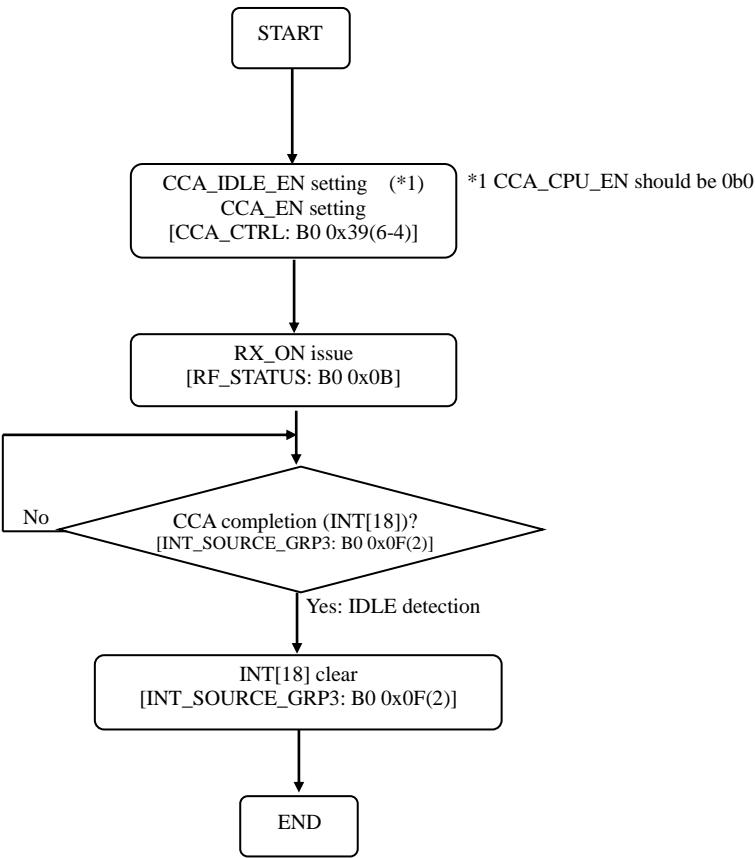 START
CCA_IDLE_EN setting (*1)
*1 CCA_CPU_EN should be 0b0
CCA_EN setting
[CCA_CTRL: B0 0x39(6-4)]
RX_ON issue
[RF_STATUS: B0 0x0B]
No
CCA completion (INT[18])?
[INT_SOURCE_GRP3: B0 0x0F(2)]
Yes: IDLE detection
INT[18] clear
[INT_SOURCE_GRP3: B0 0x0F(2)]
END